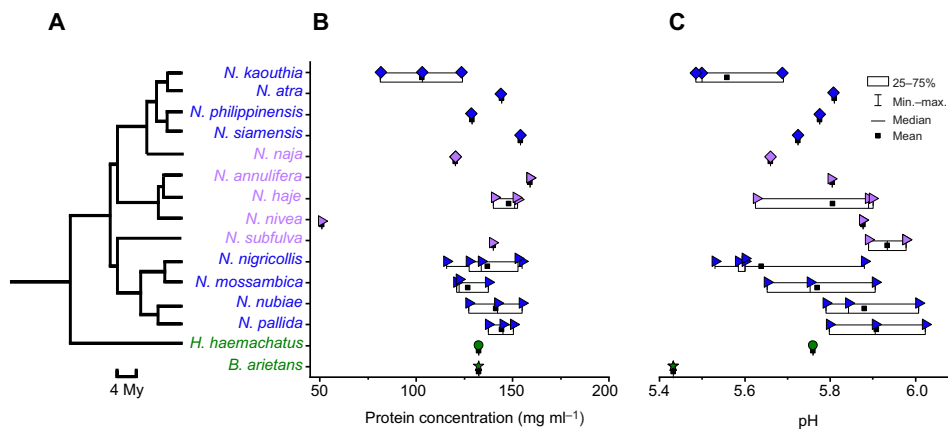 A
B
C
N. kaouthia
N. atra
N. philippinensis
N. siamensis
N. naja
N. annulifera
N. haje
N. nivea
N. subfulva
N. nigricollis
N. mossambica
N. nubiae
N. pallida
H. haemachatus
B. arietans
4 My
50 100 150 200
Protein concentration (mg ml–1)
25–75%
Min.–max.
Median
Mean
5.4 5.6 5.8 6.0
pH